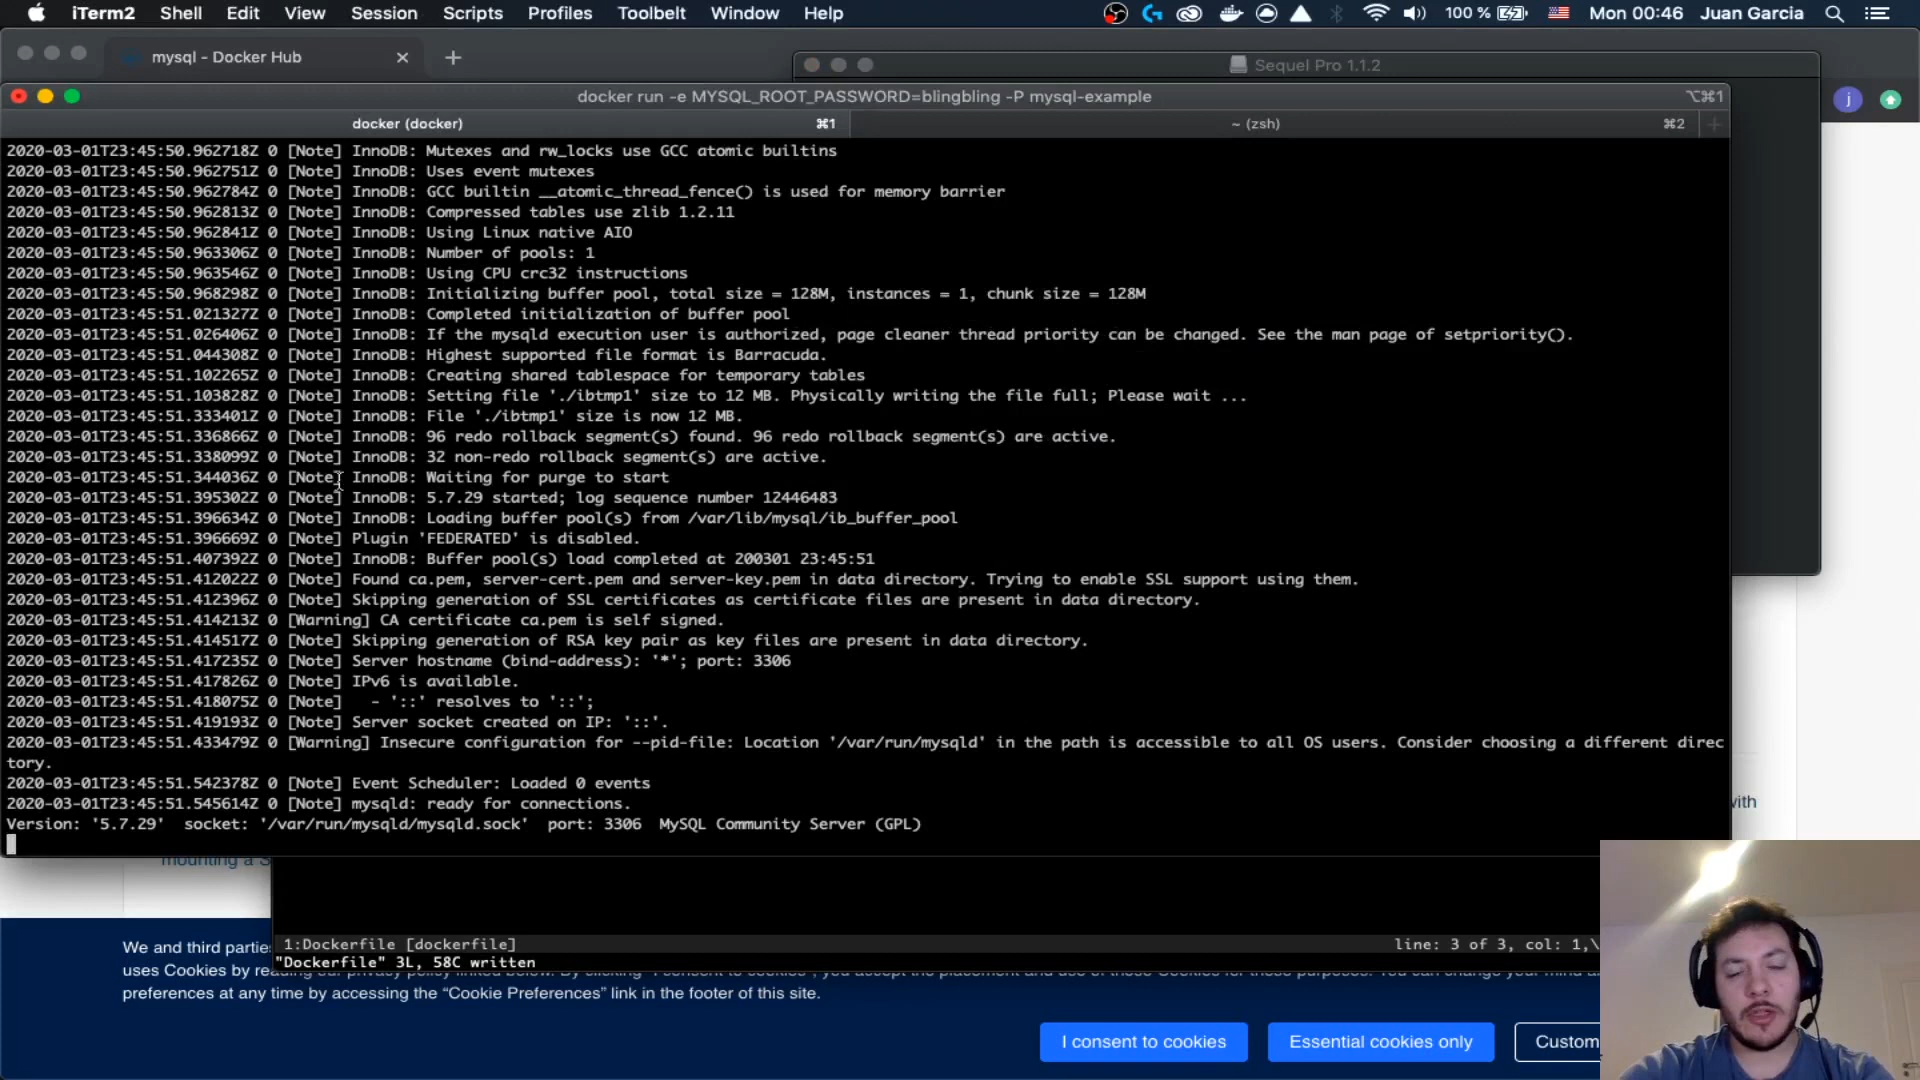 iTerm2 Shell Edit View Session Scripts Profiles Toolbelt Window Help 100 % Mon 00:46 Juan Garcia
mysql - Docker Hub
Sequel Pro 1.1.2
docker run -e MYSQL_ROOT_PASSWORD=blingbling -P mysql-example ⌥⌘1
docker (docker) ⌘1 ~ (zsh) ⌘2
j
2020-03-01T23:45:50.962718Z 0 [Note] InnoDB: Mutexes and rw_locks use GCC atomic builtins
2020-03-01T23:45:50.962751Z 0 [Note] InnoDB: Uses event mutexes
2020-03-01T23:45:50.962784Z 0 [Note] InnoDB: GCC builtin __atomic_thread_fence() is used for memory barrier
2020-03-01T23:45:50.962813Z 0 [Note] InnoDB: Compressed tables use zlib 1.2.11
2020-03-01T23:45:50.962841Z 0 [Note] InnoDB: Using Linux native AIO
2020-03-01T23:45:50.963306Z 0 [Note] InnoDB: Number of pools: 1
2020-03-01T23:45:50.963546Z 0 [Note] InnoDB: Using CPU crc32 instructions
2020-03-01T23:45:50.968298Z 0 [Note] InnoDB: Initializing buffer pool, total size = 128M, instances = 1, chunk size = 128M
2020-03-01T23:45:51.021327Z 0 [Note] InnoDB: Completed initialization of buffer pool
2020-03-01T23:45:51.026406Z 0 [Note] InnoDB: If the mysqld execution user is authorized, page cleaner thread priority can be changed. See the man page of setpriority().
2020-03-01T23:45:51.044308Z 0 [Note] InnoDB: Highest supported file format is Barracuda.
2020-03-01T23:45:51.102265Z 0 [Note] InnoDB: Creating shared tablespace for temporary tables
2020-03-01T23:45:51.103828Z 0 [Note] InnoDB: Setting file './ibtmp1' size to 12 MB. Physically writing the file full; Please wait ...
2020-03-01T23:45:51.333401Z 0 [Note] InnoDB: File './ibtmp1' size is now 12 MB.
2020-03-01T23:45:51.336866Z 0 [Note] InnoDB: 96 redo rollback segment(s) found. 96 redo rollback segment(s) are active.
2020-03-01T23:45:51.338099Z 0 [Note] InnoDB: 32 non-redo rollback segment(s) are active.
2020-03-01T23:45:51.344036Z 0 [Note] InnoDB: Waiting for purge to start
2020-03-01T23:45:51.395302Z 0 [Note] InnoDB: 5.7.29 started; log sequence number 12446483
2020-03-01T23:45:51.396634Z 0 [Note] InnoDB: Loading buffer pool(s) from /var/lib/mysql/ib_buffer_pool
2020-03-01T23:45:51.396669Z 0 [Note] Plugin 'FEDERATED' is disabled.
2020-03-01T23:45:51.407392Z 0 [Note] InnoDB: Buffer pool(s) load completed at 200301 23:45:51
2020-03-01T23:45:51.412022Z 0 [Note] Found ca.pem, server-cert.pem and server-key.pem in data directory. Trying to enable SSL support using them.
2020-03-01T23:45:51.412396Z 0 [Note] Skipping generation of SSL certificates as certificate files are present in data directory.
2020-03-01T23:45:51.414213Z 0 [Warning] CA certificate ca.pem is self signed.
2020-03-01T23:45:51.414517Z 0 [Note] Skipping generation of RSA key pair as key files are present in data directory.
2020-03-01T23:45:51.417235Z 0 [Note] Server hostname (bind-address): '*'; port: 3306
2020-03-01T23:45:51.417826Z 0 [Note] IPv6 is available.
2020-03-01T23:45:51.418075Z 0 [Note]   - '::' resolves to '::';
2020-03-01T23:45:51.419193Z 0 [Note] Server socket created on IP: '::'.
2020-03-01T23:45:51.433479Z 0 [Warning] Insecure configuration for --pid-file: Location '/var/run/mysqld' in the path is accessible to all OS users. Consider choosing a different direc
tory.
2020-03-01T23:45:51.542378Z 0 [Note] Event Scheduler: Loaded 0 events
2020-03-01T23:45:51.545614Z 0 [Note] mysqld: ready for connections.
Version: '5.7.29'  socket: '/var/run/mysqld/mysqld.sock'  port: 3306  MySQL Community Server (GPL)
with
mounting a S
1:Dockerfile [dockerfile] line: 3 of 3, col: 1,\
"Dockerfile" 3L, 58C written
We and third partie
uses Cookies by
preferences at any time by accessing the “Cookie Preferences” link in the footer of this site.
I consent to cookies Essential cookies only Custom